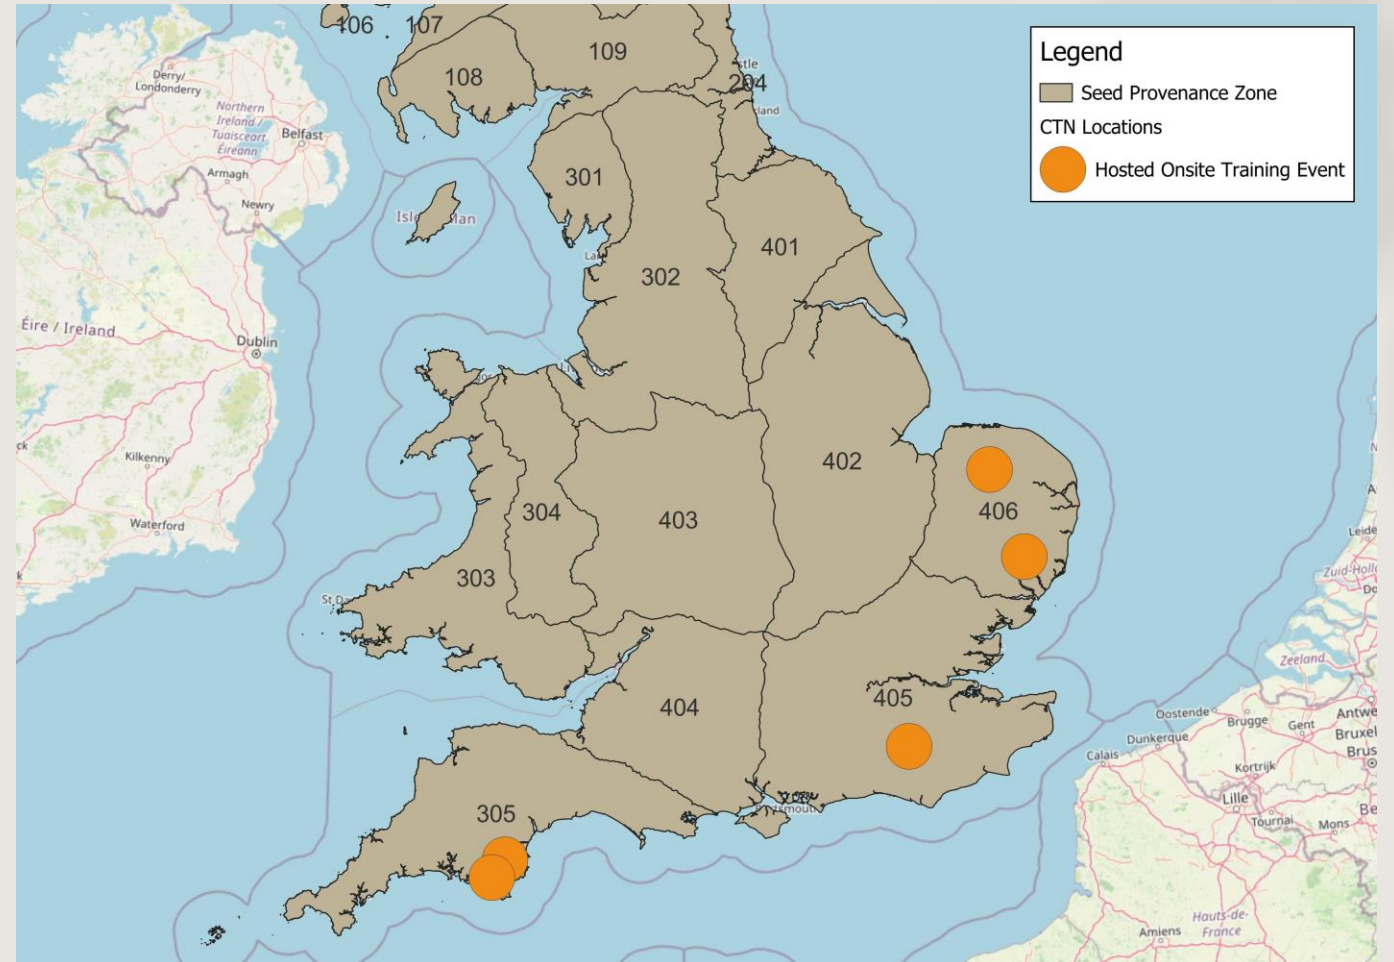 106
107
109
108
204
Derry/
Londonderry
Northern
Ireland /
Tuaisceart
Éireann
Belfast
Armagh
Newry
301
302
401
Éire / Ireland
Dublin
402
Kilkenny
304
403
406
Waterford
303
405
404
305
Oostende
Brugge
Gent
Dunkerque
Calais
Kortrijk
Lille
Tournai
Mons
Zeeland
Hauts-de-
France
Amiens
Legend
Seed Provenance Zone
CTN Locations
Hosted Onsite Training Event